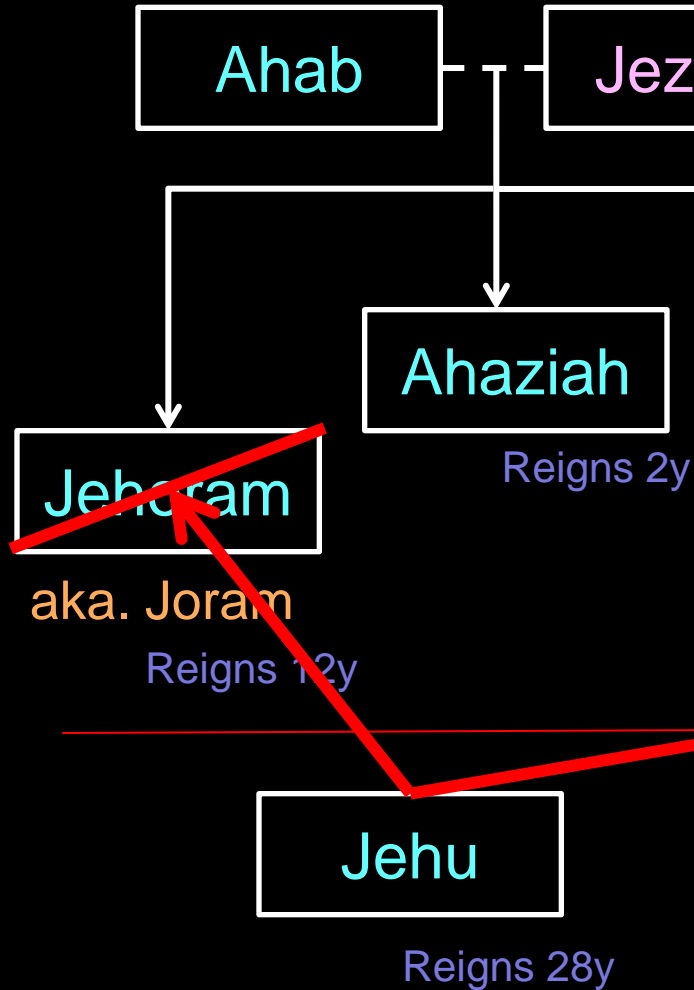 Ahab
Jez
Ahaziah
Reigns 2y
Jehoram
aka. Joram
Reigns 12y
Jehu
Reigns 28y